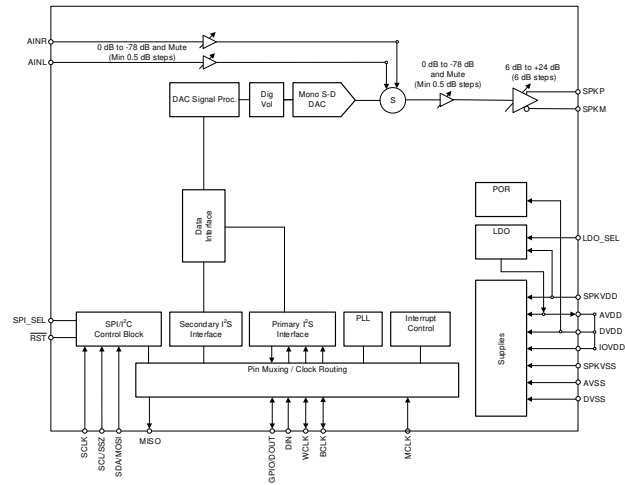 AINR
AINL
0 dB to -78 dB and Mute
(Min 0.5 dB steps)
0 dB to -78 dB
and Mute
(Min 0.5 dB steps)
6 dB to +24 dB
(6 dB steps)
DAC Signal Proc.
Dig
Vol
Mono S-D
DAC
S
SPKP
SPKM
POR
Data
Interface
LDO
LDO_SEL
SPKVDD
AVDD
DVDD
IOVDD
SPKVSS
AVSS
DVSS
Supplies
SPI_SEL
RST
SPI/I²C
Control Block
Secondary I²S
Interface
Primary I²S
Interface
PLL
Interrupt
Control
Pin Muxing / Clock Routing
SCLK
SCL/SSZ
SDA/MOSI
MISO
GPIO/DOUT
DIN
WCLK
BCLK
MCLK